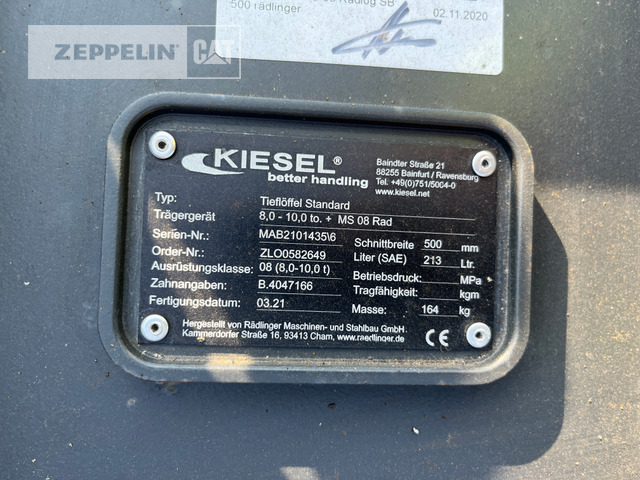 500 rädlinger
02.11.2020
ZEPPELIN CAT
KIESEL®
better handling
Baindter Straße 21
88255 Bainfurt / Ravensburg
Tel. +49(0)751/5004-0
www.kiesel.net
Typ: Tieflöffel Standard
Trägergerät 8,0 - 10,0 to. + MS 08 Rad
Serien-Nr.: MAB2101435\6 Schnittbreite 500 mm
Order-Nr.: ZLO0582649 Liter (SAE) 213 Ltr.
Ausrüstungsklasse: 08 (8,0-10,0 t) Betriebsdruck: MPa
Zahnangaben: B.4047166 Tragfähigkeit: kgm
Fertigungsdatum: 03.21 Masse: 164 kg
Hergestellt von Rädlinger Maschinen- und Stahlbau GmbH
Kammerdorfer Straße 16, 93413 Cham, www.raedlinger.de
CE